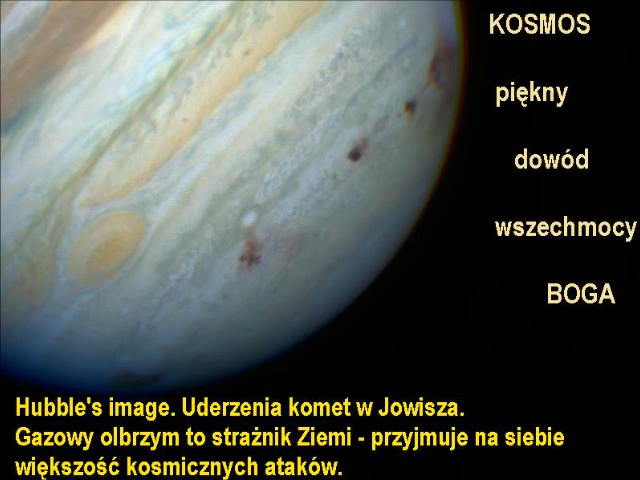 KOSMOS
piękny
dowód
wszechmocy
BOGA
Hubble's image. Uderzenia komet w Jowisza.
Gazowy olbrzym to strażnik Ziemi - przyjmuje na siebie
większość kosmicznych ataków.